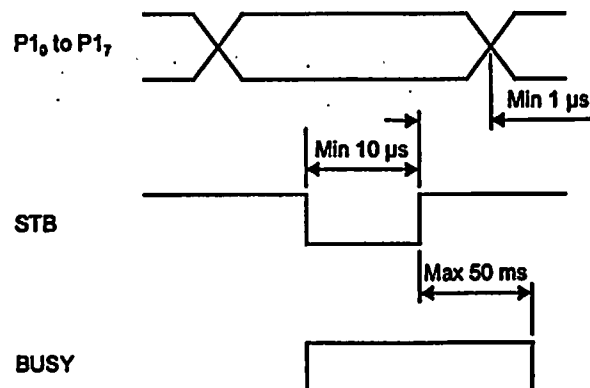 P1₀ to P1₇
Min 1 µs
Min 10 µs
STB
Max 50 ms
BUSY